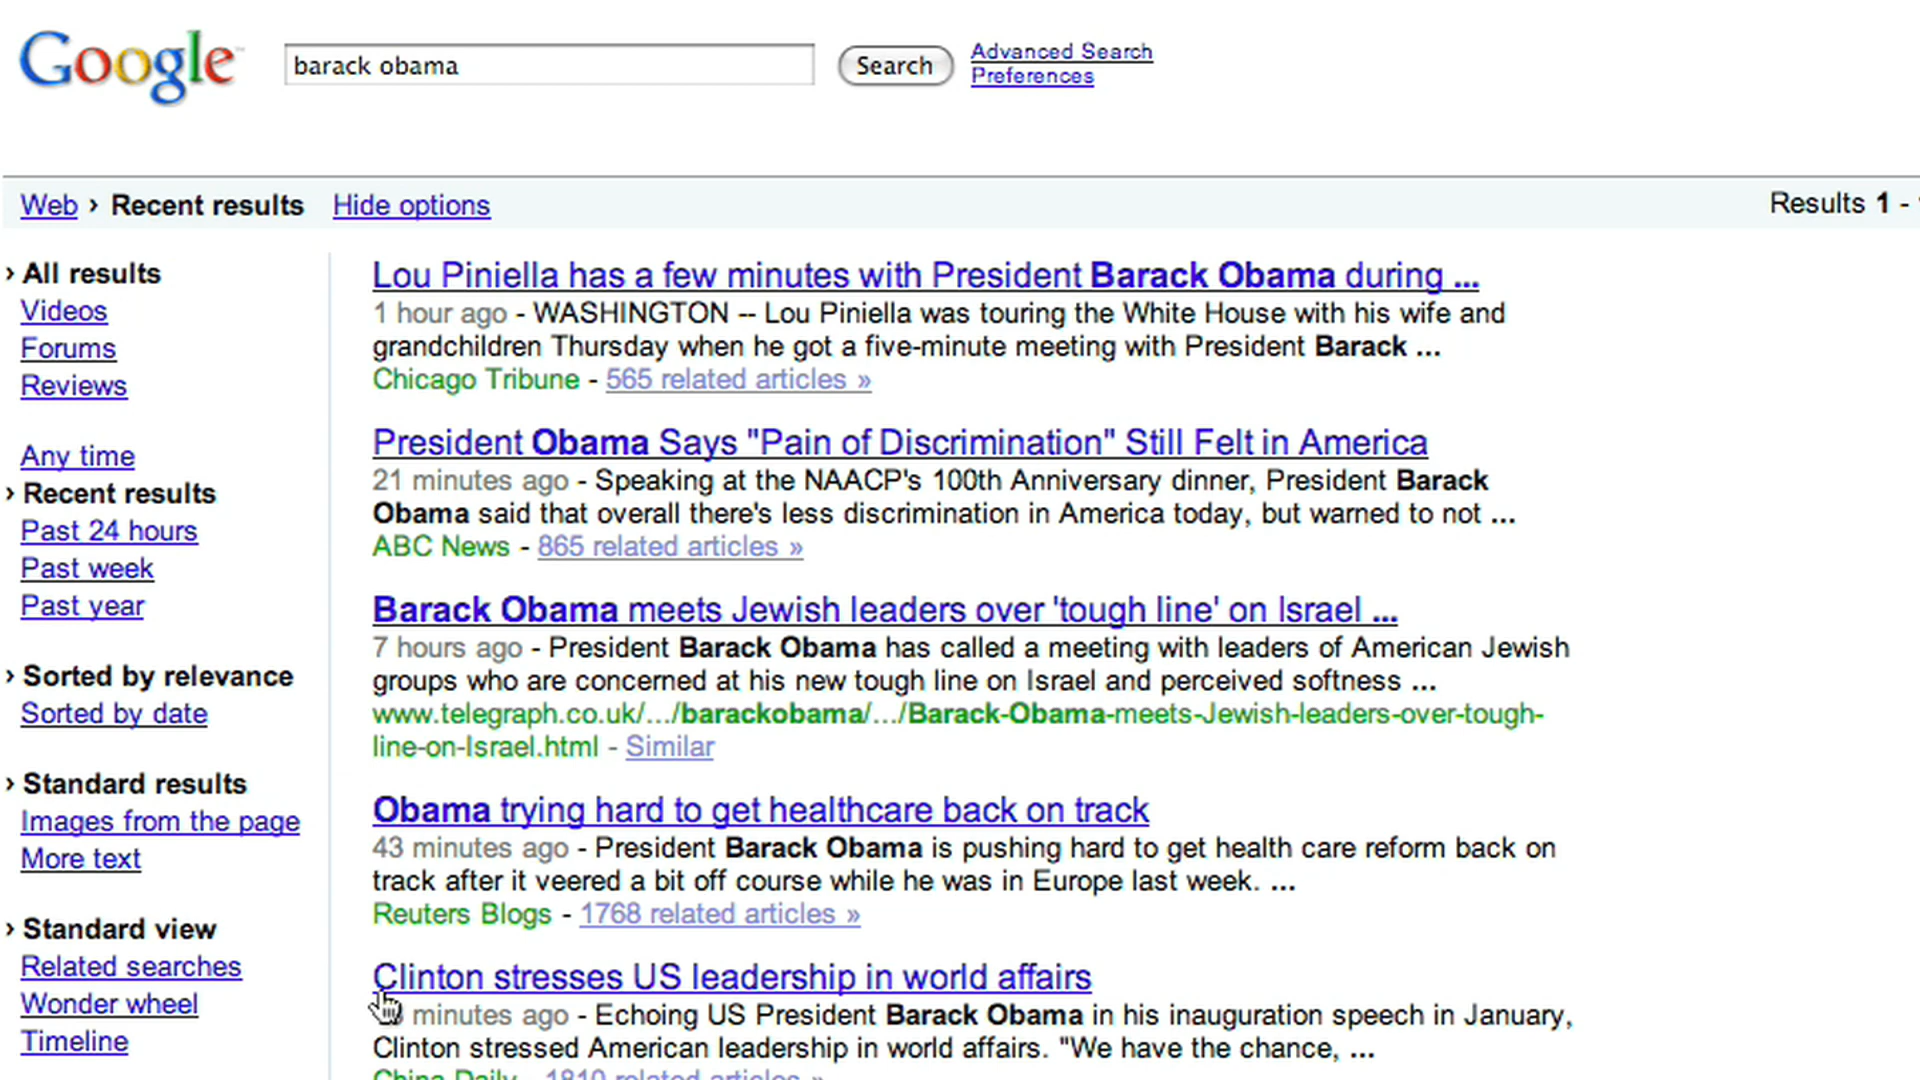 Google™
barack obama
Search
Advanced Search
Preferences
Web › Recent results Hide options
Results 1 -
› All results
Videos
Forums
Reviews
Any time
› Recent results
Past 24 hours
Past week
Past year
› Sorted by relevance
Sorted by date
› Standard results
Images from the page
More text
› Standard view
Related searches
Wonder wheel
Timeline
Lou Piniella has a few minutes with President Barack Obama during ...
1 hour ago - WASHINGTON -- Lou Piniella was touring the White House with his wife and
grandchildren Thursday when he got a five-minute meeting with President Barack ...
Chicago Tribune - 565 related articles »
President Obama Says "Pain of Discrimination" Still Felt in America
21 minutes ago - Speaking at the NAACP's 100th Anniversary dinner, President Barack
Obama said that overall there's less discrimination in America today, but warned to not ...
ABC News - 865 related articles »
Barack Obama meets Jewish leaders over 'tough line' on Israel ...
7 hours ago - President Barack Obama has called a meeting with leaders of American Jewish
groups who are concerned at his new tough line on Israel and perceived softness ...
www.telegraph.co.uk/.../barackobama/.../Barack-Obama-meets-Jewish-leaders-over-tough-
line-on-Israel.html - Similar
Obama trying hard to get healthcare back on track
43 minutes ago - President Barack Obama is pushing hard to get health care reform back on
track after it veered a bit off course while he was in Europe last week. ...
Reuters Blogs - 1768 related articles »
Clinton stresses US leadership in world affairs
minutes ago - Echoing US President Barack Obama in his inauguration speech in January,
Clinton stressed American leadership in world affairs. "We have the chance, ...
China Daily - 1810 related articles »